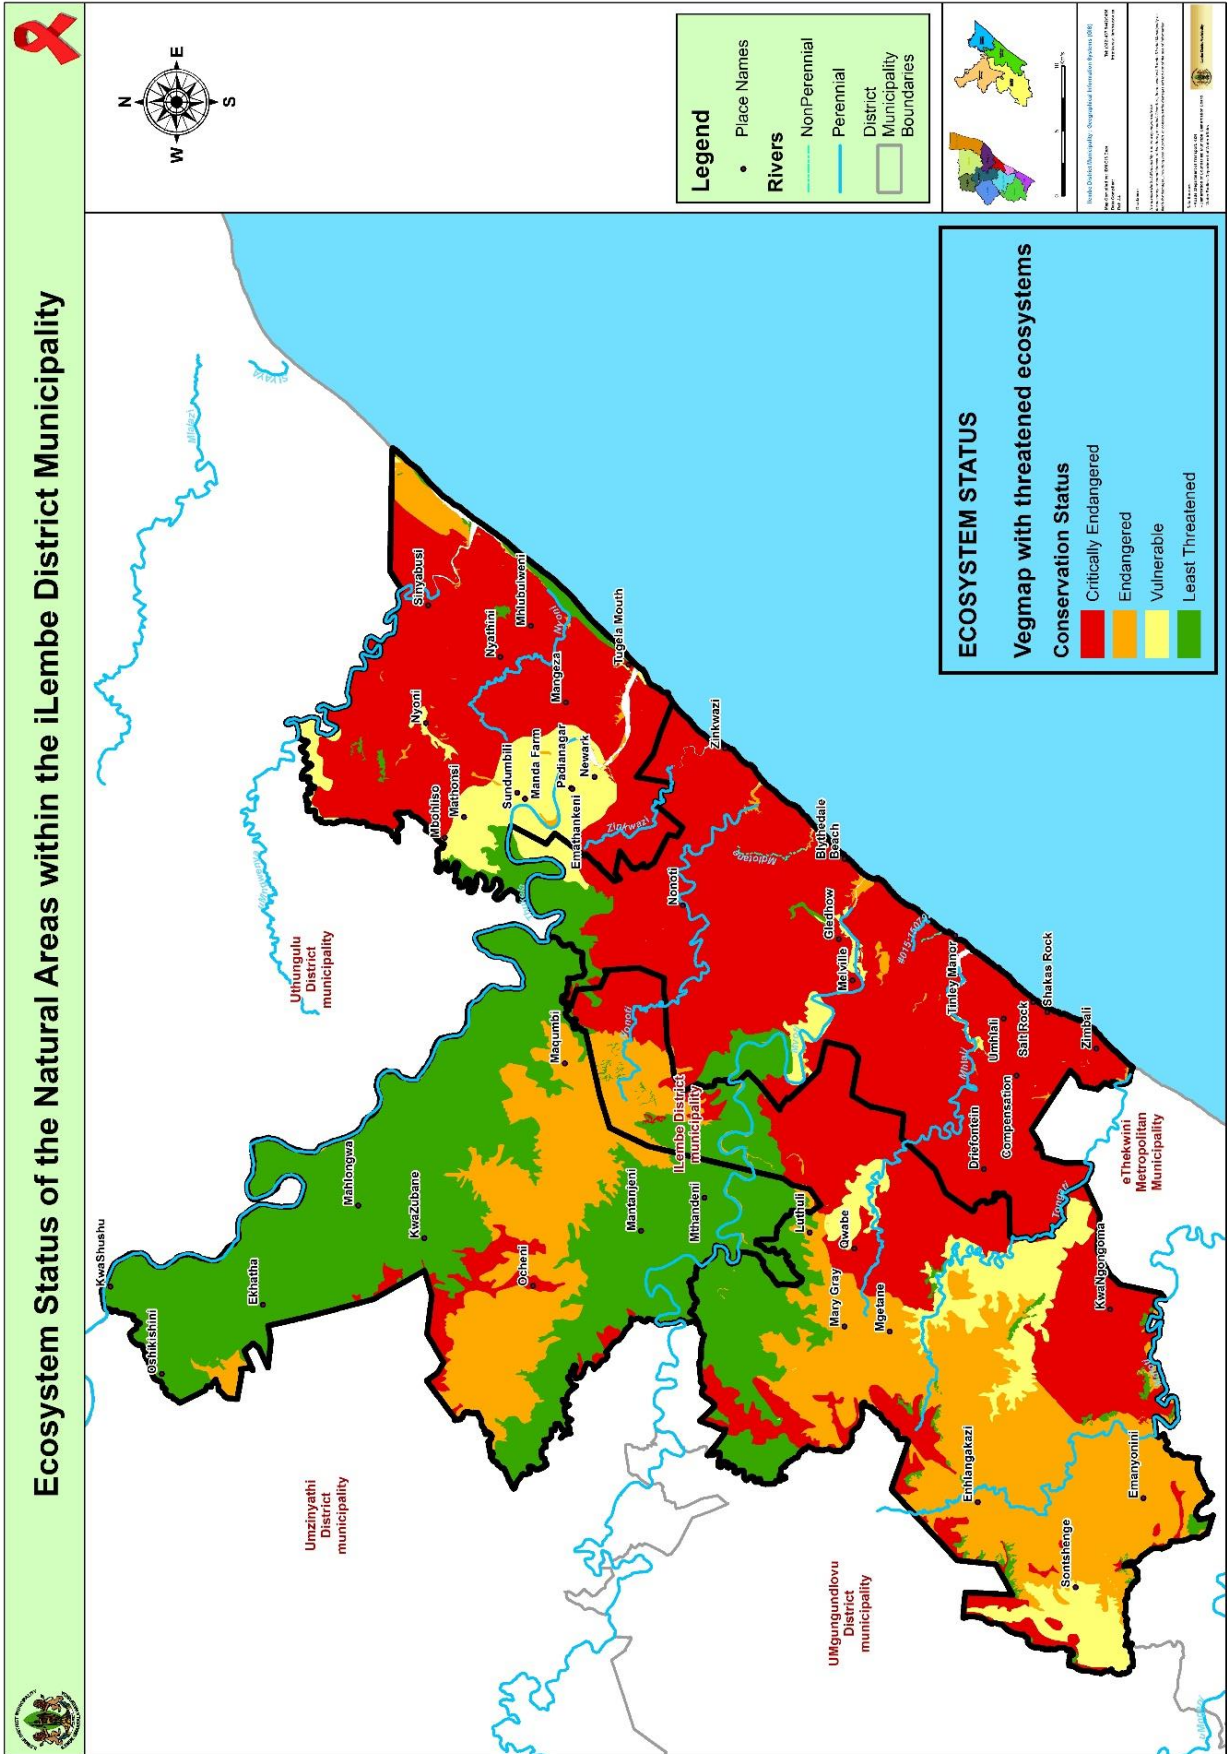 Ecosystem Status of the Natural Areas within the iLembe District Municipality
N
W
E
S
Legend
Place Names
Rivers
NonPerennial
Perennial
District
Municipality
Boundaries
ECOSYSTEM STATUS
Vegmap with threatened ecosystems
Conservation Status
Critically Endangered
Endangered
Vulnerable
Least Threatened
Uthungulu
District
municipality
Umzinyathi
District
municipality
UMgungundlovu
District
municipality
eThekwini
Metropolitan
Municipality
iLembe District
municipality
KwaShushu
Oshikishini
Ekhatha
Mahlongwa
KwaZubane
Ocheni
Maqumbi
Mantanjeni
Mthandeni
Luthuli
Qwabe
Mary Gray
Mgetane
Enhlangakazi
Sontshenge
Emanyonini
KwaNgongoma
Driefontein
Compensation
Umhlali
Salt Rock
Shakas Rock
Zimbali
Tinley Manor
Melville
Gledhow
Blythedale
Beach
Nonoti
Zinkwazi
Emathankeni
Newark
Padianagar
Manda Farm
Sundumbili
Mathonsi
Mbohliso
Nyoni
Mangeza
Tugela Mouth
Mhlubulweni
Nyathini
Sinyabusi
Mlalazi
Nyoni
Zinkwazi
Mdlotane
Nonoti
Tongati